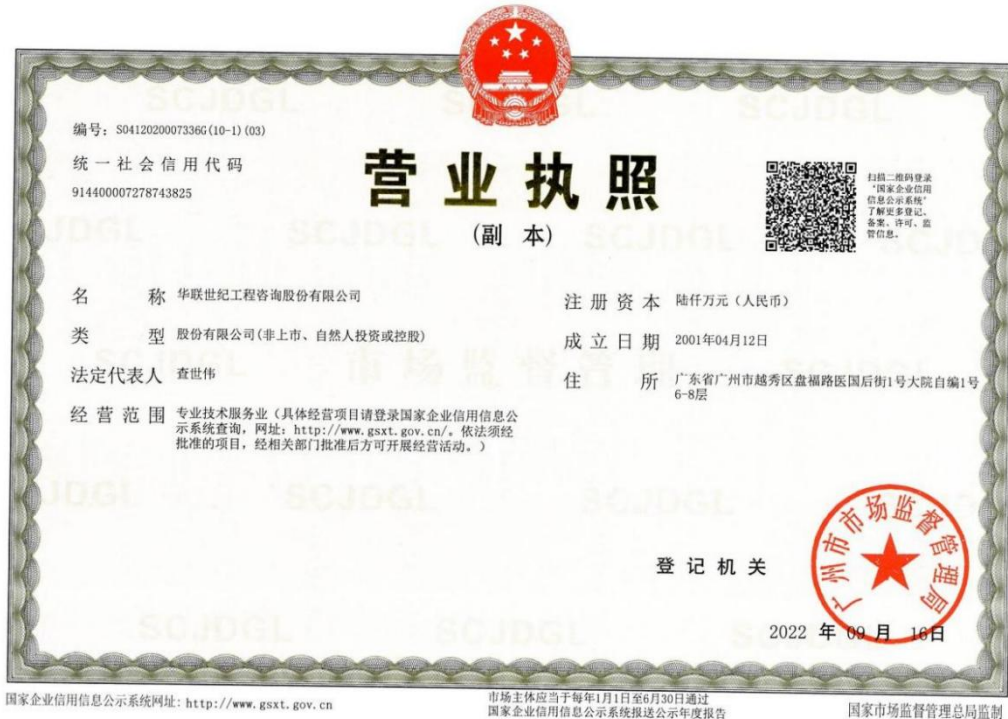 编号：S0412020007336G(10-1)(03)
统一社会信用代码
914400007278743825
营业执照
(副 本)
扫描二维码登录
“国家企业信用
信息公示系统”
了解更多登记、
备案、许可、监
管信息。
名 称 华联世纪工程咨询股份有限公司
类 型 股份有限公司(非上市、自然人投资或控股)
法定代表人 查世伟
经营范围 专业技术服务业（具体经营项目请登录国家企业信用信息公
示系统查询，网址：http://www.gsxt.gov.cn/。依法须经
批准的项目，经相关部门批准后方可开展经营活动。）
注册资本 陆仟万元（人民币）
成立日期 2001年04月12日
住 所 广东省广州市越秀区盘福路医国后街1号大院自编1号
6-8层
登记机关
广州市市场监督管理局
2022 年 09 月 16日
国家企业信用信息公示系统网址：http://www.gsxt.gov.cn
市场主体应当于每年1月1日至6月30日通过
国家企业信用信息公示系统报送公示年度报告
国家市场监督管理总局监制
SCJDGL
市场监督管理